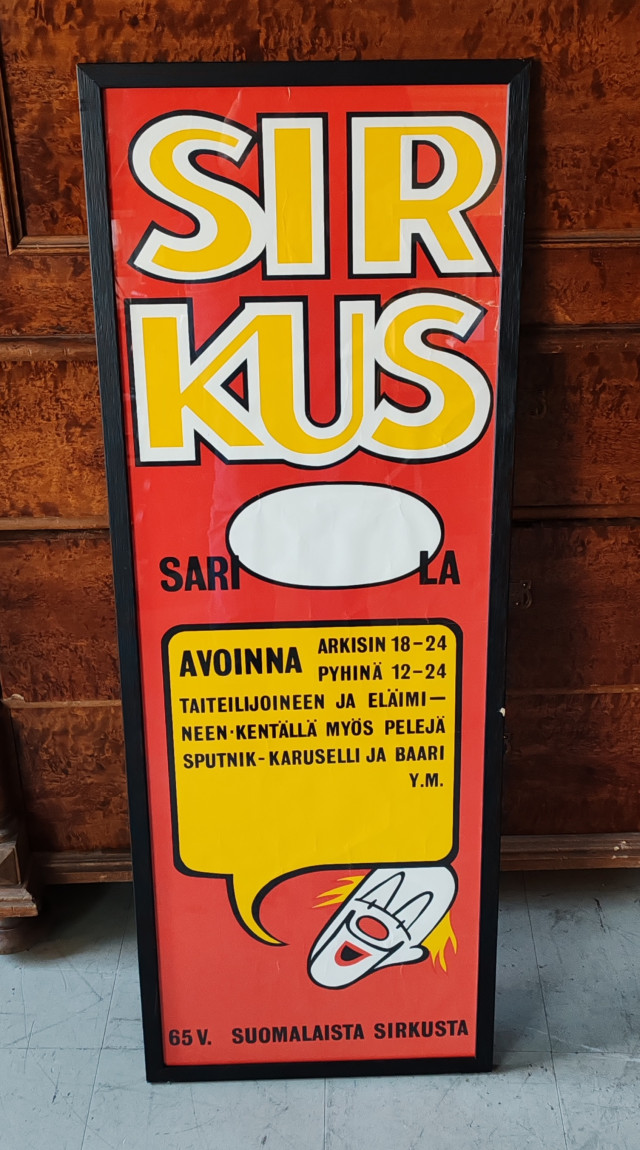 SIR
KUS
SARI LA
AVOINNA ARKISIN 18-24
PYHINÄ 12-24
TAITEILIJOINEEN JA ELÄIMI—
NEEN·KENTÄLLÄ MYÖS PELEJÄ
SPUTNIK-KARUSELLI JA BAARI
Y.M.
65 V. SUOMALAISTA SIRKUSTA